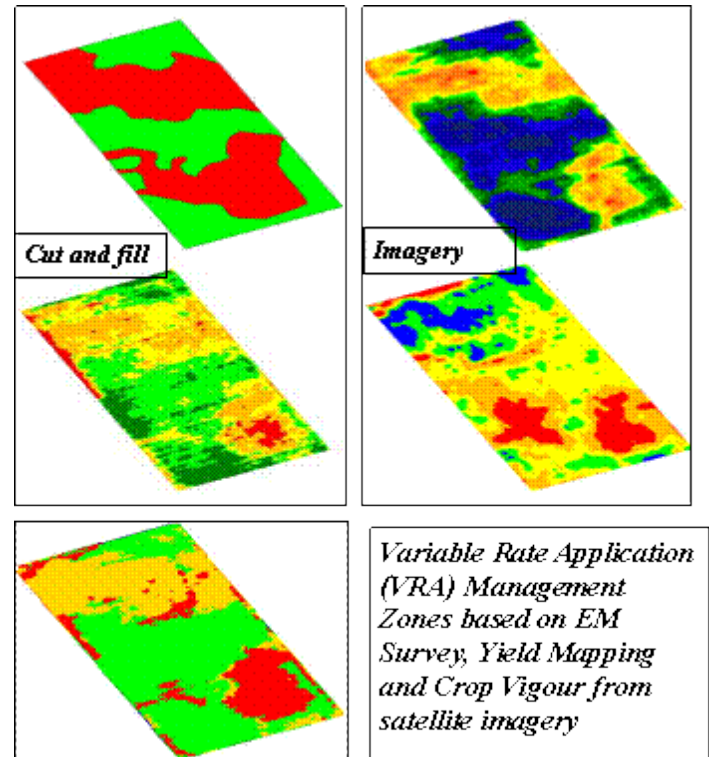 Cut and fill
Imagery
Variable Rate Application
(VRA) Management
Zones based on EM
Survey, Yield Mapping
and Crop Vigour from
satellite imagery